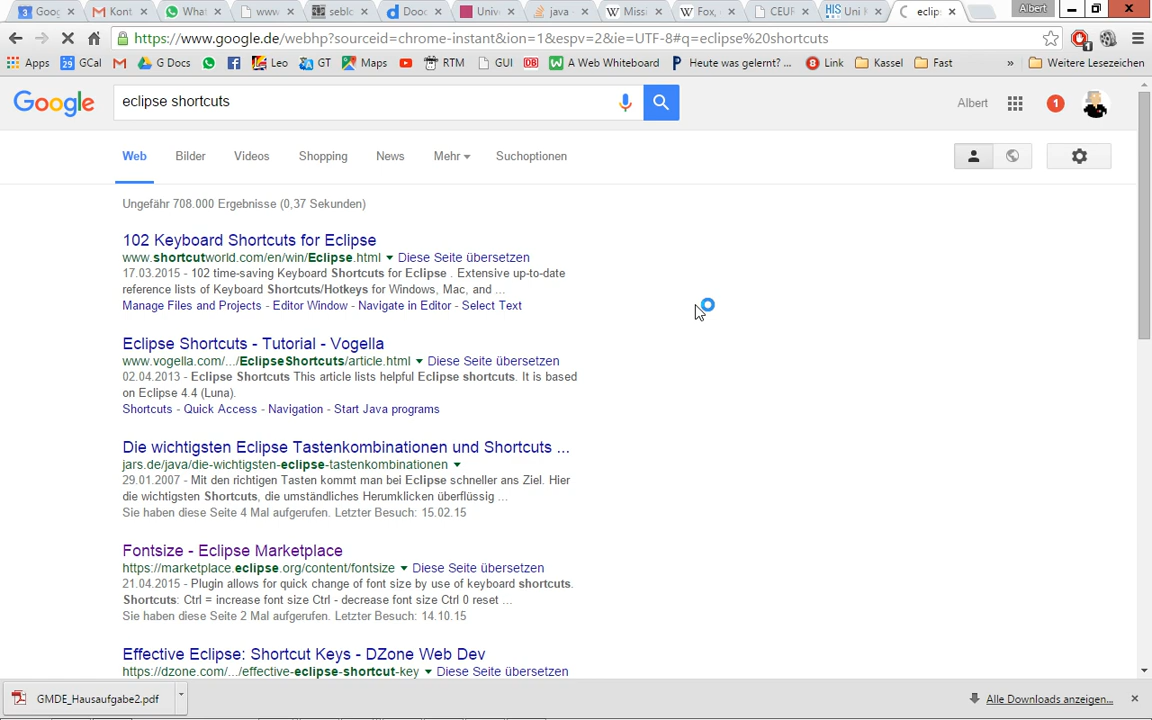 Goog
Kont
What
www
seblo
Dooc
Univ
java
Missi
Fox,
CEUF
HIS Uni K
eclip
Albert
https://www.google.de/webhp?sourceid=chrome-instant&ion=1&espv=2&ie=UTF-8#q=eclipse%20shortcuts
Apps GCal G Docs Leo GT Maps RTM GUI A Web Whiteboard Heute was gelernt? ... Link Kassel Fast » Weitere Lesezeichen
Google eclipse shortcuts Albert 1
Web Bilder Videos Shopping News Mehr Suchoptionen
Ungefähr 708.000 Ergebnisse (0,37 Sekunden)
102 Keyboard Shortcuts for Eclipse
www.shortcutworld.com/en/win/Eclipse.html Diese Seite übersetzen
17.03.2015 - 102 time-saving Keyboard Shortcuts for Eclipse . Extensive up-to-date
reference lists of Keyboard Shortcuts/Hotkeys for Windows, Mac, and ...
Manage Files and Projects - Editor Window - Navigate in Editor - Select Text
Eclipse Shortcuts - Tutorial - Vogella
www.vogella.com/.../EclipseShortcuts/article.html Diese Seite übersetzen
02.04.2013 - Eclipse Shortcuts This article lists helpful Eclipse shortcuts. It is based
on Eclipse 4.4 (Luna).
Shortcuts - Quick Access - Navigation - Start Java programs
Die wichtigsten Eclipse Tastenkombinationen und Shortcuts ...
jars.de/java/die-wichtigsten-eclipse-tastenkombinationen
29.01.2007 - Mit den richtigen Tasten kommt man bei Eclipse schneller ans Ziel. Hier
die wichtigsten Shortcuts, die umständliches Herumklicken überflüssig ...
Sie haben diese Seite 4 Mal aufgerufen. Letzter Besuch: 15.02.15
Fontsize - Eclipse Marketplace
https://marketplace.eclipse.org/content/fontsize Diese Seite übersetzen
21.04.2015 - Plugin allows for quick change of font size by use of keyboard shortcuts.
Shortcuts: Ctrl = increase font size Ctrl - decrease font size Ctrl 0 reset ...
Sie haben diese Seite 2 Mal aufgerufen. Letzter Besuch: 14.10.15
Effective Eclipse: Shortcut Keys - DZone Web Dev
https://dzone.com/.../effective-eclipse-shortcut-key Diese Seite übersetzen
GMDE_Hausaufgabe2.pdf Alle Downloads anzeigen...